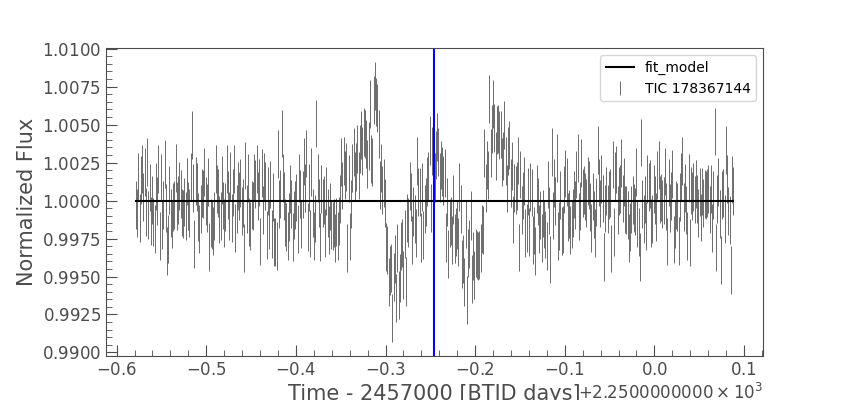 1.0100
1.0075
1.0050
1.0025
1.0000
0.9975
0.9950
0.9925
0.9900
Normalized Flux
fit_model
TIC 178367144
−0.6 −0.5 −0.4 −0.3 −0.2 −0.1 0.0 0.1
Time - 2457000 [BTJD days]
+2.2500000000 × 10³